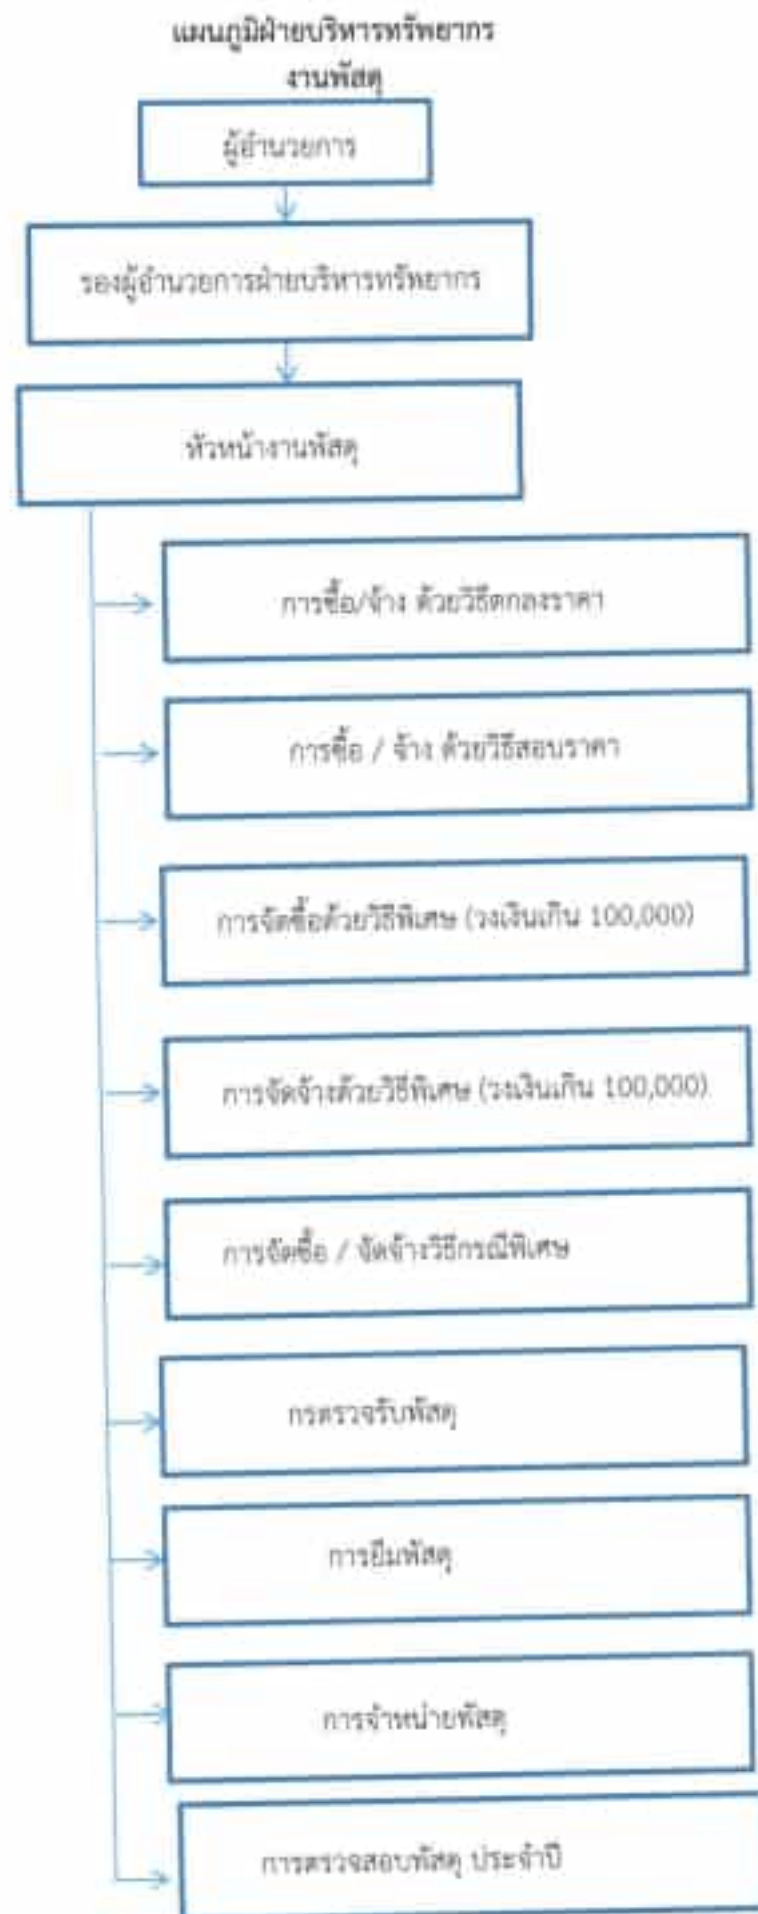 แผนภูมิฝ่ายบริหารทรัพยากร
งานพัสดุ
ผู้อำนวยการ
รองผู้อำนวยการฝ่ายบริหารทรัพยากร
หัวหน้างานพัสดุ
การซื้อ/จ้าง ด้วยวิธีตกลงราคา
การซื้อ / จ้าง ด้วยวิธีสอบราคา
การจัดซื้อด้วยวิธีพิเศษ (วงเงินเกิน 100,000)
การจัดจ้างด้วยวิธีพิเศษ (วงเงินเกิน 100,000)
การจัดซื้อ / จัดจ้างวิธีกรณีพิเศษ
กรตรวจรับพัสดุ
การยืมพัสดุ
การจำหน่ายพัสดุ
การตรวจสอบพัสดุ ประจำปี